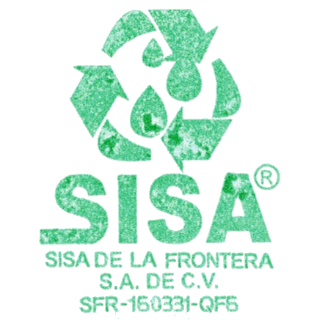 SISA®
SISA DE LA FRONTERA
S.A. DE C.V.
SFR-160331-QF6